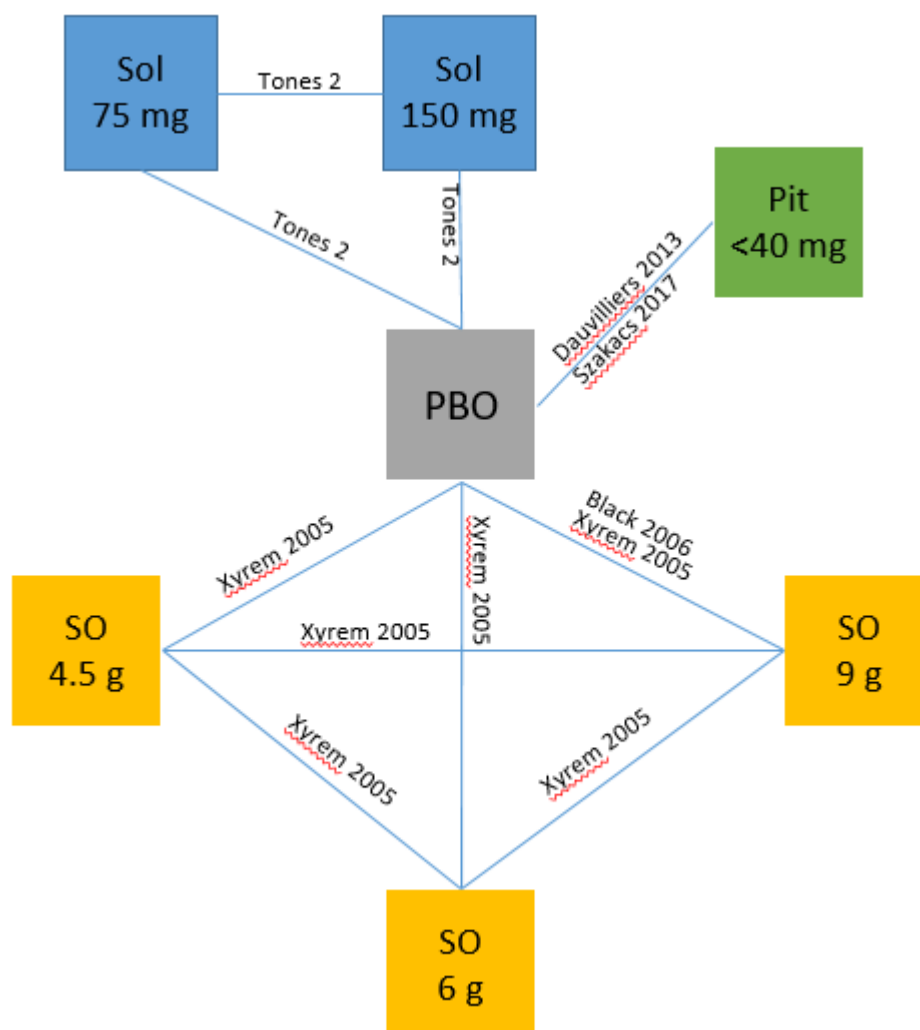 Sol
75 mg
Tones 2
Sol
150 mg
Tones 2
Tones 2
Pit
<40 mg
Dauvilliers 2013
Szakacs 2017
PBO
Xyrem 2005
Xyrem 2005
Black 2006
Xyrem 2005
SO
4.5 g
Xyrem 2005
SO
9 g
Xyrem 2005
Xyrem 2005
SO
6 g